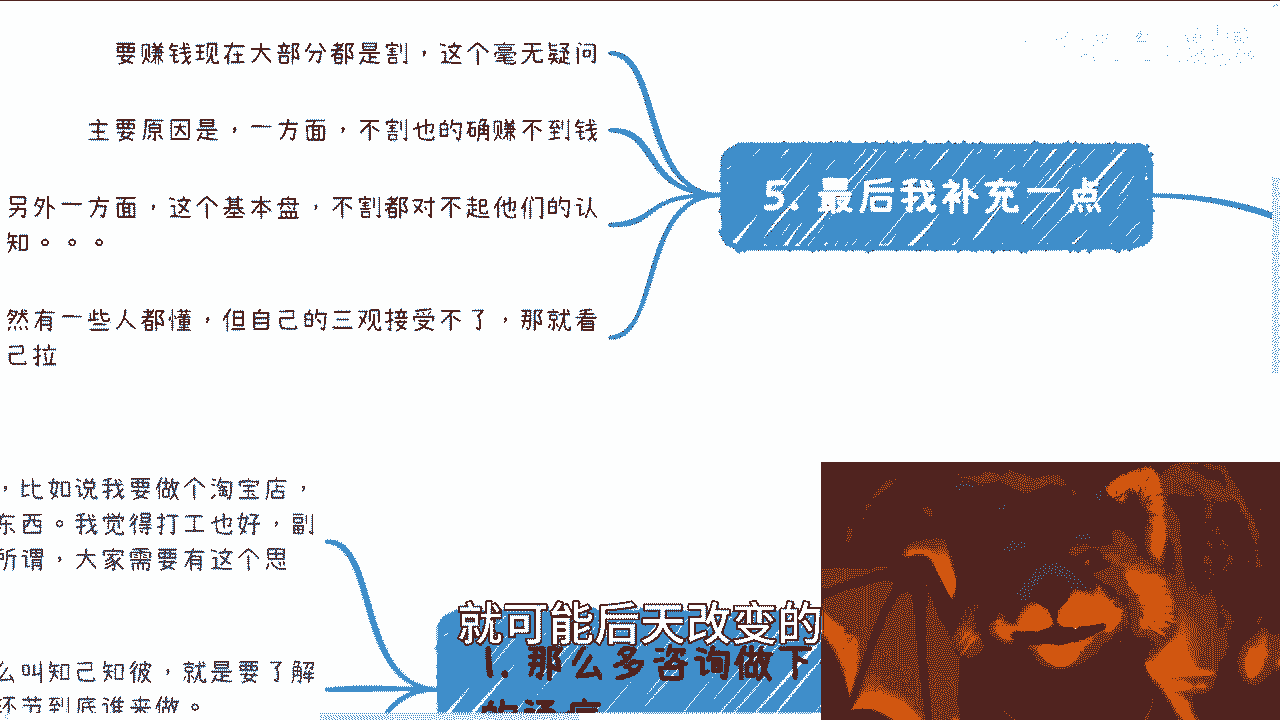 要赚钱现在大部分都是割，这个毫无疑问
主要原因是，一方面，不割也的确赚不到钱
另外一方面，这个基本盘，不割都对不起他们的认
知。。。
然有一些人都懂，但自己的三观接受不了，那就看
己拉
5. 最后我补充一点
，比如说我要做个淘宝店，
东西。我觉得打工也好，副
所谓，大家需要有这个思
么叫知己知彼，就是要了解
环节到底谁来做。
就可能后天改变的
1. 那么多咨询做下